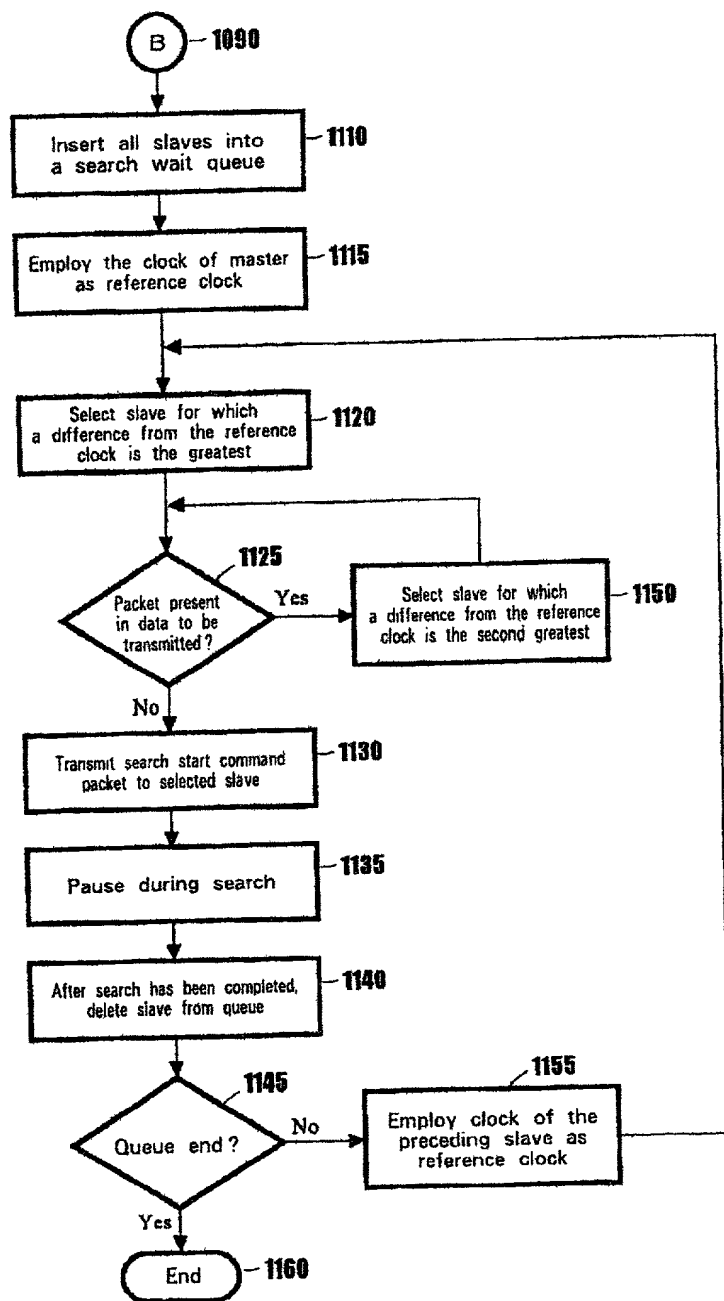 B
1090
Insert all slaves into
a search wait queue
1110
Employ the clock of master
as reference clock
1115
Select slave for which
a difference from the reference
clock is the greatest
1120
1125
Packet present
in data to be
transmitted?
Yes
Select slave for which
a difference from the reference
clock is the second greatest
1150
No
Transmit search start command
packet to selected slave
1130
Pause during search
1135
After search has been completed,
delete slave from queue
1140
1145
Queue end?
No
1155
Employ clock of the
preceding slave as
reference clock
Yes
End
1160